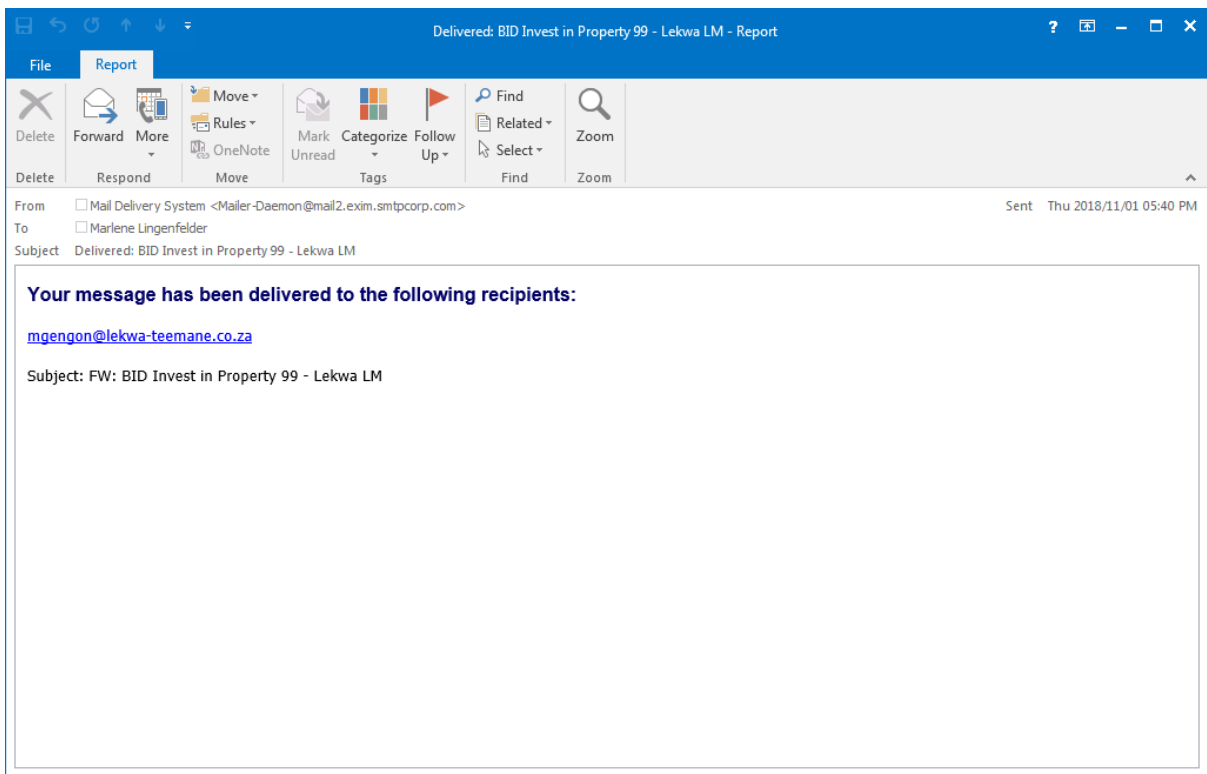 Delivered: BID Invest in Property 99 - Lekwa LM - Report
?
File Report
Delete Forward More Move Rules OneNote Mark Unread Categorize Follow Up Find Related Select Zoom
Delete Respond Move Tags Find Zoom
From Mail Delivery System <Mailer-Daemon@mail2.exim.smtpcorp.com> Sent Thu 2018/11/01 05:40 PM
To Marlene Lingenfelder
Subject Delivered: BID Invest in Property 99 - Lekwa LM
Your message has been delivered to the following recipients:
mgengon@lekwa-teemane.co.za
Subject: FW: BID Invest in Property 99 - Lekwa LM